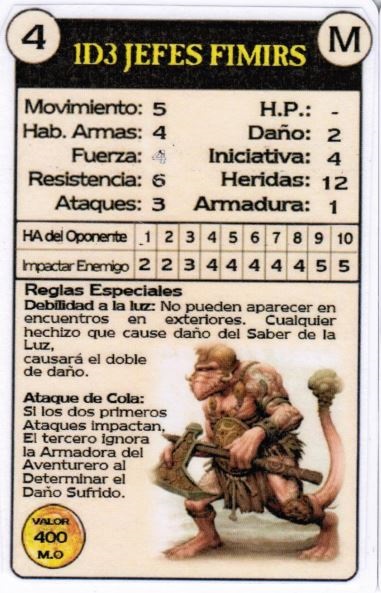 4
M
1D3 JEFES FIMIRS
Movimiento: 5 H.P.: -
Hab. Armas: 4 Daño: 2
Fuerza: 4 Iniciativa: 4
Resistencia: 6 Heridas: 12
Ataques: 3 Armadura: 1
HA del Oponente 1 2 3 4 5 6 7 8 9 10
Impactar Enemigo 2 2 3 4 4 4 4 4 5 5
Reglas Especiales
Debilidad a la luz: No pueden aparecer en
encuentros en exteriores. Cualquier
hechizo que cause daño del Saber de la
Luz,
causará el doble
de daño.
Ataque de Cola:
Si los dos primeros
Ataques impactan,
El tercero ignora
la Armadora del
Aventurero al
Determinar el
Daño Sufrido.
VALOR
400
M.O